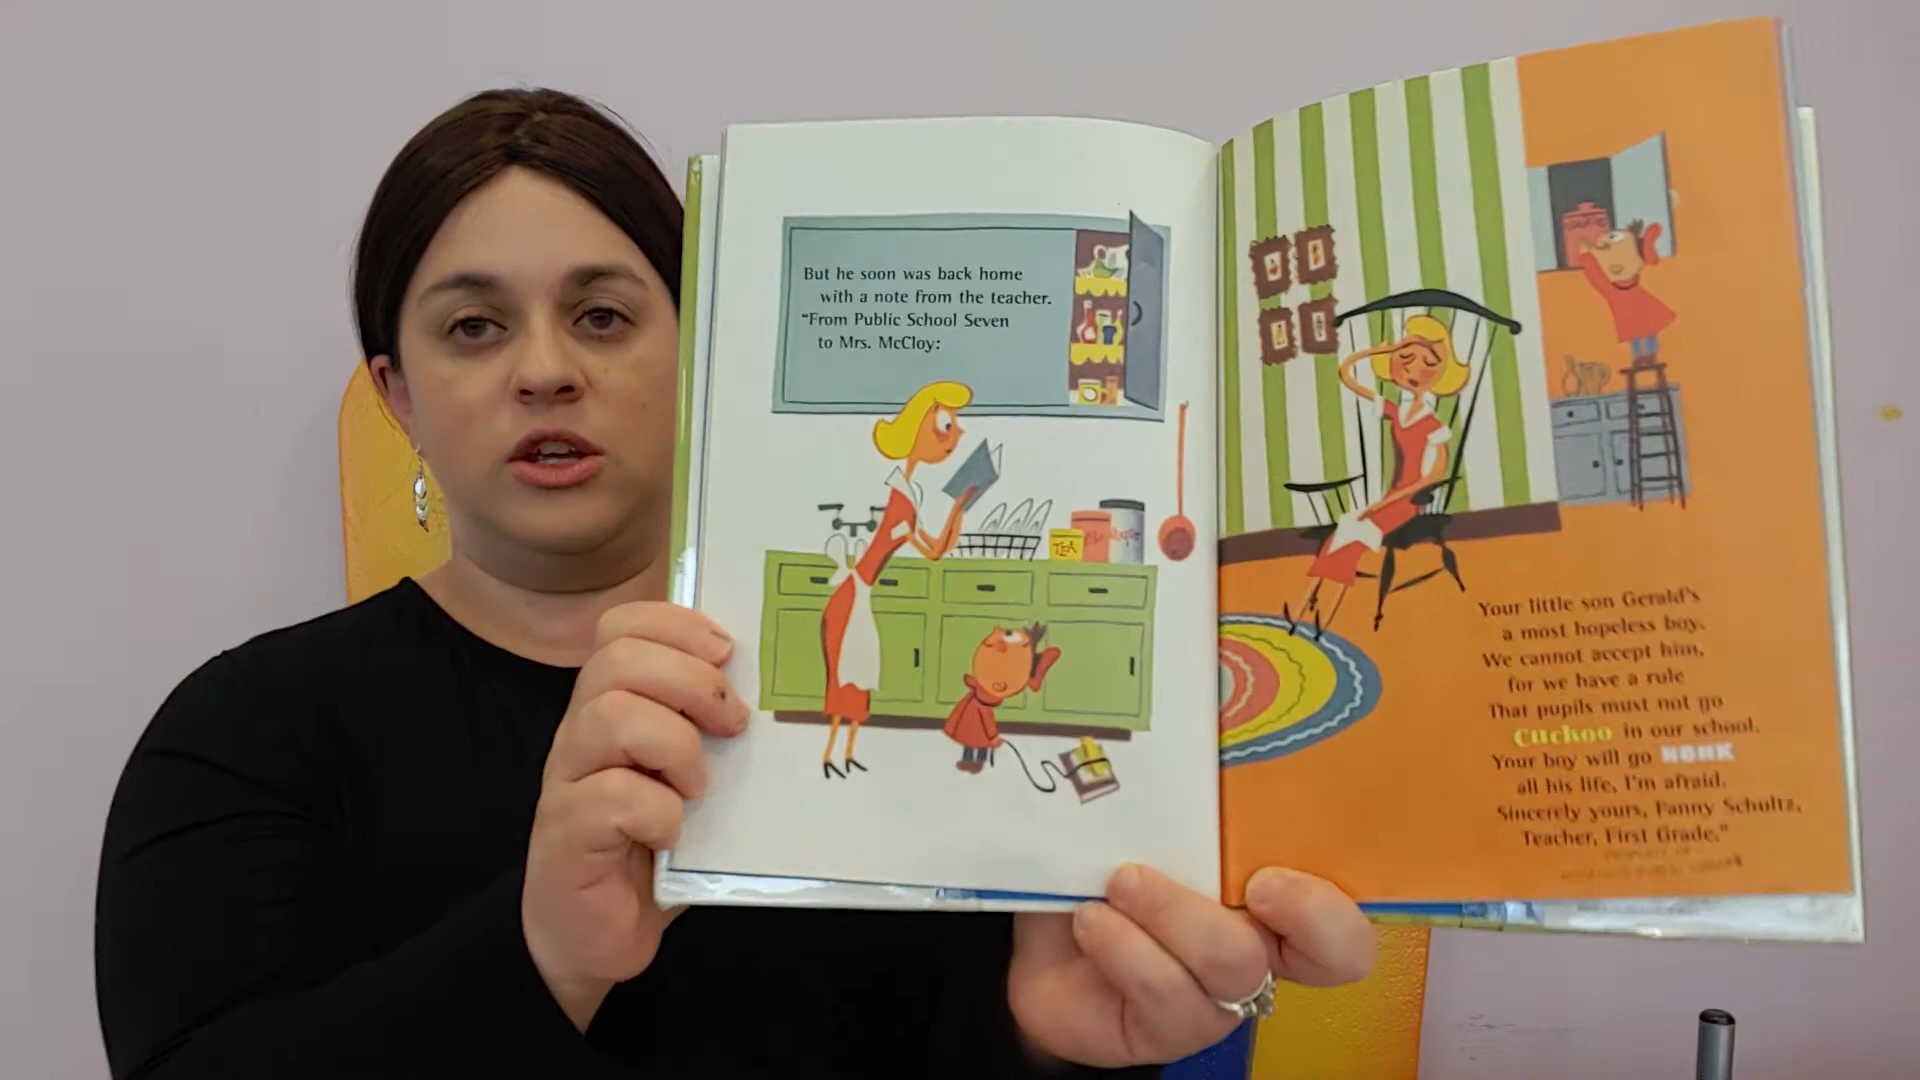 But he soon was back home
with a note from the teacher.
“From Public School Seven
to Mrs. McCloy:
TEA
Your little son Gerald's
a most hopeless boy.
We cannot accept him,
for we have a rule
That pupils must not go
Cuckoo in our school.
Your boy will go HONK
all his life, I'm afraid.
Sincerely yours, Fanny Schultz,
Teacher, First Grade.”